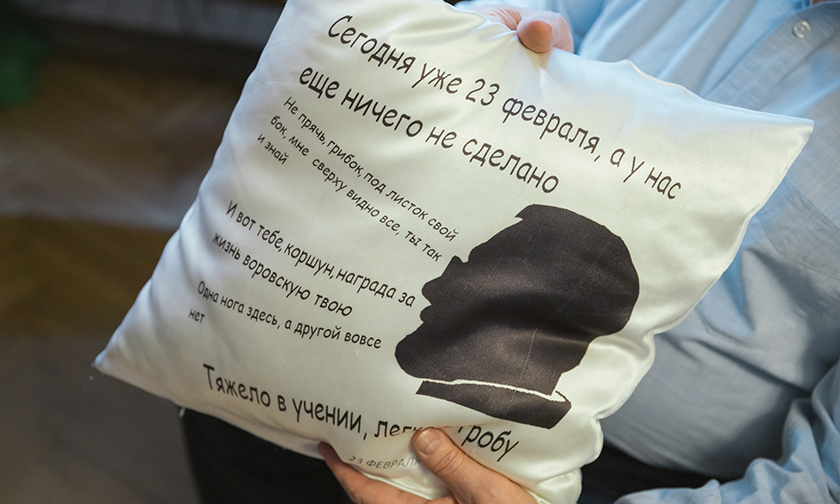 Сегодня уже 23 февраля, а у нас
еще ничего не сделано
Не прячь, грибок, под листок свой
бок, мне сверху видно все, ты так
и знай
И вот тебе, коршун, награда за
жизнь воровскую твою
Одна нога здесь, а другой вовсе
нет
Тяжело в учении, гробу
23 ФЕВРАЛЯ